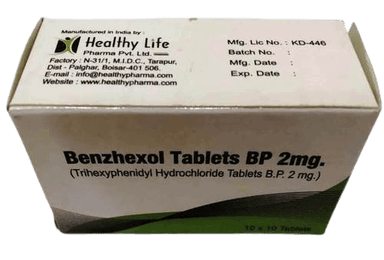 Manufactured in India by :
Healthy Life
Pharma Pvt. Ltd.
Factory : N-31/1, M.I.D.C., Tarapur,
Dist - Palghar, Boisar-401 506.
E-mail : info@healthypharma.com
Website : www.healthypharma.com
Mfg. Lic No. : KD-446
Batch No. :
Mfg. Date :
Exp. Date :
Benzhexol Tablets BP 2mg.
(Trihexyphenidyl Hydrochloride Tablets B.P. 2 mg.)
10 x 10 Tablets